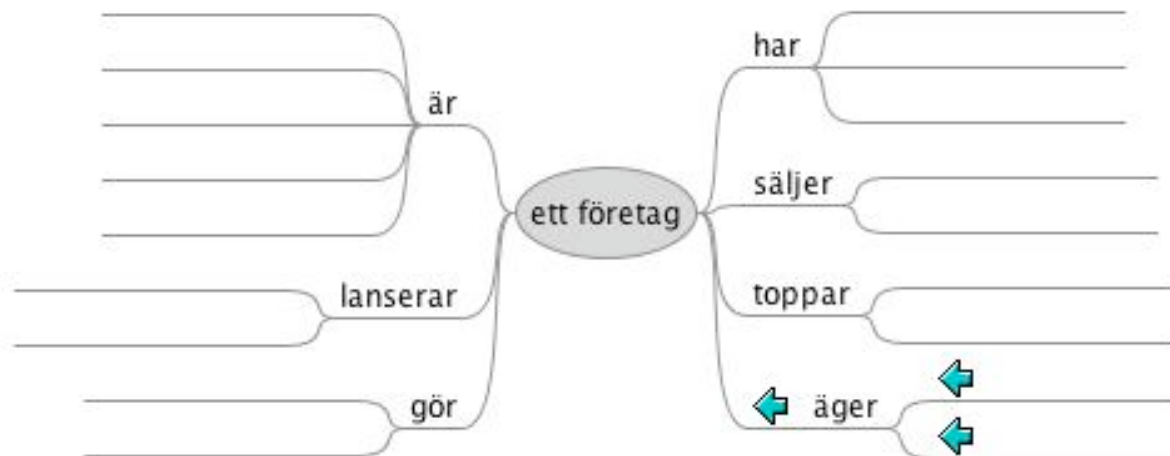 är
lanserar
gör
ett företag
har
säljer
toppar
äger